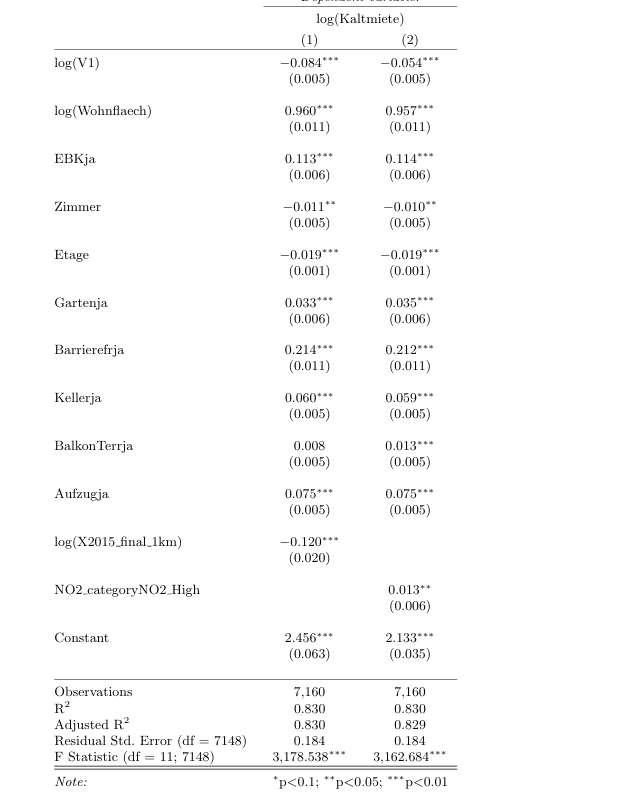 log(Kaltmiete)
(1) (2)
log(V1) −0.084*** −0.054***
(0.005) (0.005)
log(Wohnflaech) 0.960*** 0.957***
(0.011) (0.011)
EBKja 0.113*** 0.114***
(0.006) (0.006)
Zimmer −0.011** −0.010**
(0.005) (0.005)
Etage −0.019*** −0.019***
(0.001) (0.001)
Gartenja 0.033*** 0.035***
(0.006) (0.006)
Barrierefrja 0.214*** 0.212***
(0.011) (0.011)
Kellerja 0.060*** 0.059***
(0.005) (0.005)
BalkonTerrja 0.008 0.013***
(0.005) (0.005)
Aufzugja 0.075*** 0.075***
(0.005) (0.005)
log(X2015_final_1km) −0.120***
(0.020)
NO2_categoryNO2_High 0.013**
(0.006)
Constant 2.456*** 2.133***
(0.063) (0.035)
Observations 7,160 7,160
R² 0.830 0.830
Adjusted R² 0.830 0.829
Residual Std. Error (df = 7148) 0.184 0.184
F Statistic (df = 11; 7148) 3,178.538*** 3,162.684***
Note: *p<0.1; **p<0.05; ***p<0.01